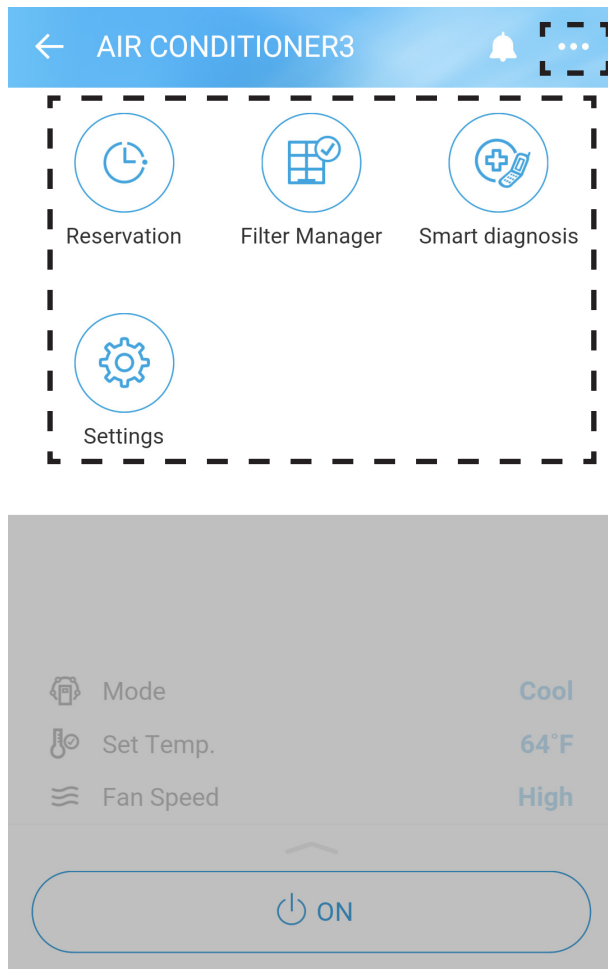 AIR CONDITIONER3
Reservation Filter Manager Smart diagnosis
Settings
Mode Cool
Set Temp. 64°F
Fan Speed High
ON